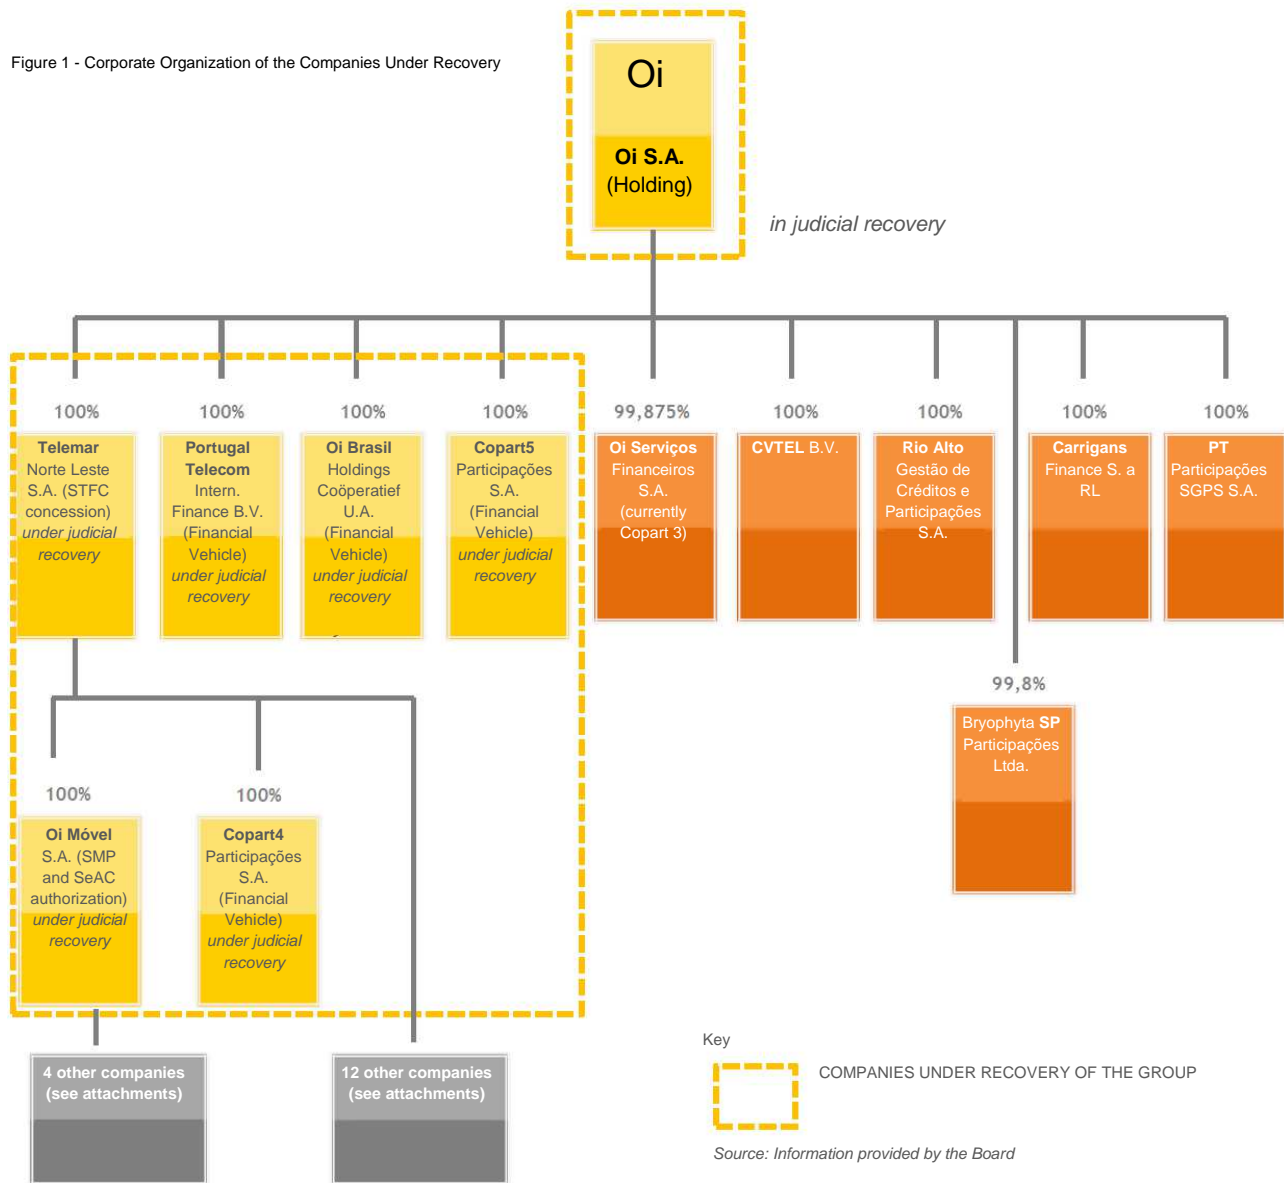 Figure 1 - Corporate Organization of the Companies Under Recovery
Oi
Oi S.A.
(Holding)
in judicial recovery
100%
Telemar
Norte Leste
S.A. (STFC
concession)
under judicial
recovery
100%
Portugal
Telecom
Intern.
Finance B.V.
(Financial
Vehicle)
under judicial
recovery
100%
Oi Brasil
Holdings
Coöperatief
U.A.
(Financial
Vehicle)
under judicial
recovery
100%
Copart5
Participações
S.A.
(Financial
Vehicle)
under judicial
recovery
99,875%
Oi Serviços
Financeiros
S.A.
(currently
Copart 3)
100%
CVTEL B.V.
100%
Rio Alto
Gestão de
Créditos e
Participações
S.A.
100%
Carrigans
Finance S. a
RL
100%
PT
Participações
SGPS S.A.
99,8%
Bryophyta SP
Participações
Ltda.
100%
Oi Móvel
S.A. (SMP
and SeAC
authorization)
under judicial
recovery
100%
Copart4
Participações
S.A.
(Financial
Vehicle)
under judicial
recovery
4 other companies
(see attachments)
12 other companies
(see attachments)
Key
COMPANIES UNDER RECOVERY OF THE GROUP
Source: Information provided by the Board